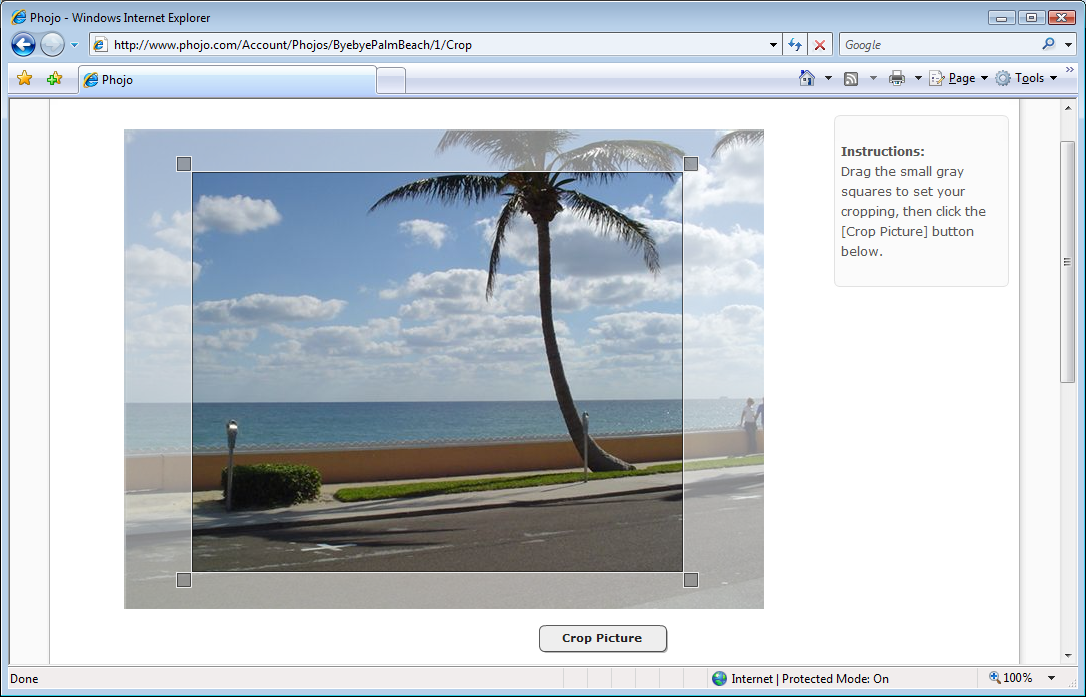 Phojo - Windows Internet Explorer
http://www.phojo.com/Account/Phojos/ByebyePalmBeach/1/Crop
Google
Phojo
Page
Tools
Instructions:
Drag the small gray
squares to set your
cropping, then click the
[Crop Picture] button
below.
Crop Picture
Done
Internet | Protected Mode: On
100%